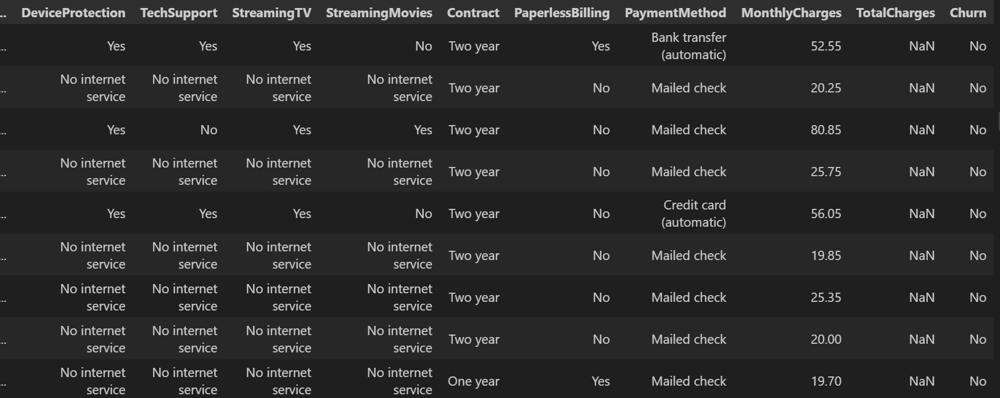 ... DeviceProtection TechSupport StreamingTV StreamingMovies Contract PaperlessBilling PaymentMethod MonthlyCharges TotalCharges Churn
... Yes Yes Yes No Two year Yes Bank transfer (automatic) 52.55 NaN No
... No internet service No internet service No internet service No internet service Two year No Mailed check 20.25 NaN No
... Yes No Yes Yes Two year No Mailed check 80.85 NaN No
... No internet service No internet service No internet service No internet service Two year No Mailed check 25.75 NaN No
... Yes Yes Yes No Two year No Credit card (automatic) 56.05 NaN No
... No internet service No internet service No internet service No internet service Two year No Mailed check 19.85 NaN No
... No internet service No internet service No internet service No internet service Two year No Mailed check 25.35 NaN No
... No internet service No internet service No internet service No internet service Two year No Mailed check 20.00 NaN No
... No internet service No internet service No internet service No internet service One year Yes Mailed check 19.70 NaN No